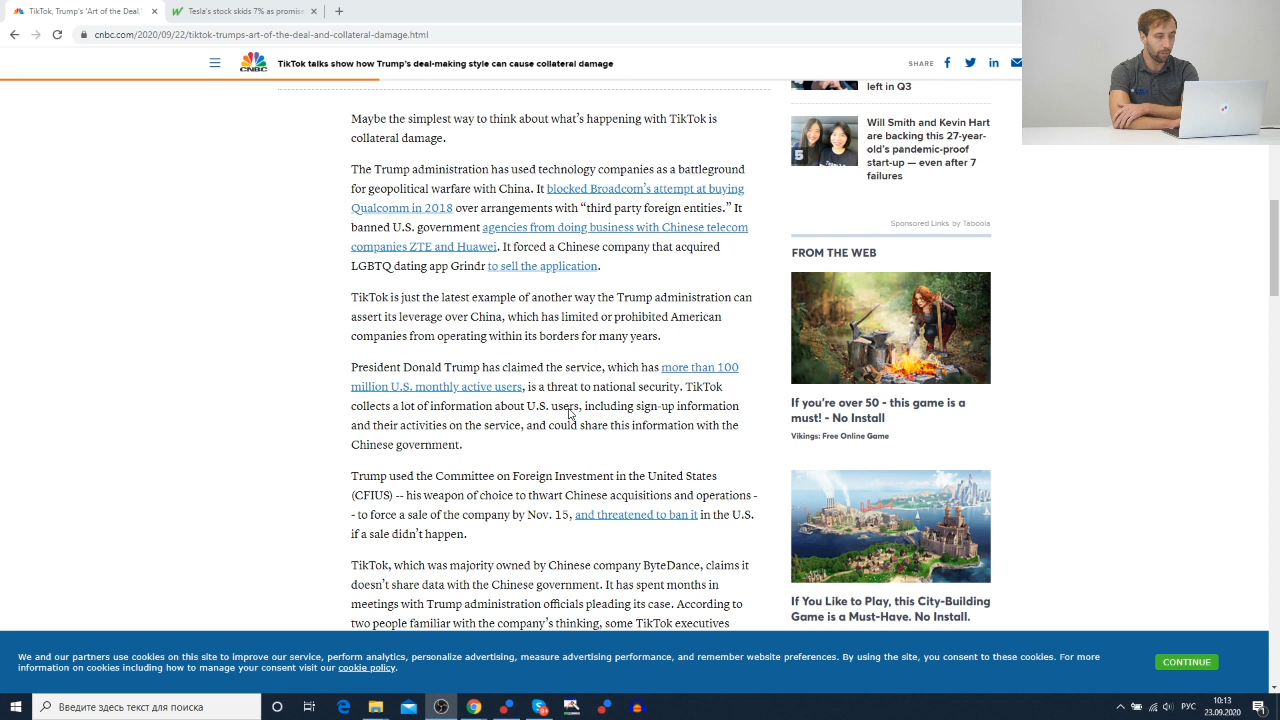 TikTok, Trump's 'Art of the Deal,'
Tesla's stock sinks 7% as
cnbc.com/2020/09/22/tiktok-trumps-art-of-the-deal-and-collateral-damage.html
CNBC
TikTok talks show how Trump's deal-making style can cause collateral damage
SHARE
left in Q3
Maybe the simplest way to think about what's happening with TikTok is
collateral damage.
The Trump administration has used technology companies as a battleground
for geopolitical warfare with China. It blocked Broadcom's attempt at buying
Qualcomm in 2018 over arrangements with “third party foreign entities.” It
banned U.S. government agencies from doing business with Chinese telecom
companies ZTE and Huawei. It forced a Chinese company that acquired
LGBTQ dating app Grindr to sell the application.
TikTok is just the latest example of another way the Trump administration can
assert its leverage over China, which has limited or prohibited American
companies from operating within its borders for many years.
President Donald Trump has claimed the service, which has more than 100
million U.S. monthly active users, is a threat to national security. TikTok
collects a lot of information about U.S. users, including sign-up information
and their activities on the service, and could share this information with the
Chinese government.
Trump used the Committee on Foreign Investment in the United States
(CFIUS) -- his weapon of choice to thwart Chinese acquisitions and operations -
- to force a sale of the company by Nov. 15, and threatened to ban it in the U.S.
if a sale didn't happen.
TikTok, which was majority owned by Chinese company ByteDance, claims it
doesn't share data with the Chinese government. It has spent months in
meetings with Trump administration officials pleading its case. According to
two people familiar with the company's thinking, some TikTok executives
5
Will Smith and Kevin Hart
are backing this 27-year-
old's pandemic-proof
start-up — even after 7
failures
Sponsored Links by Taboola
FROM THE WEB
If you're over 50 - this game is a
must! - No Install
Vikings: Free Online Game
If You Like to Play, this City-Building
Game is a Must-Have. No Install.
We and our partners use cookies on this site to improve our service, perform analytics, personalize advertising, measure advertising performance, and remember website preferences. By using the site, you consent to these cookies. For more
information on cookies including how to manage your consent visit our cookie policy.
CONTINUE
Введите здесь текст для поиска
РУС
10:13
23.09.2020